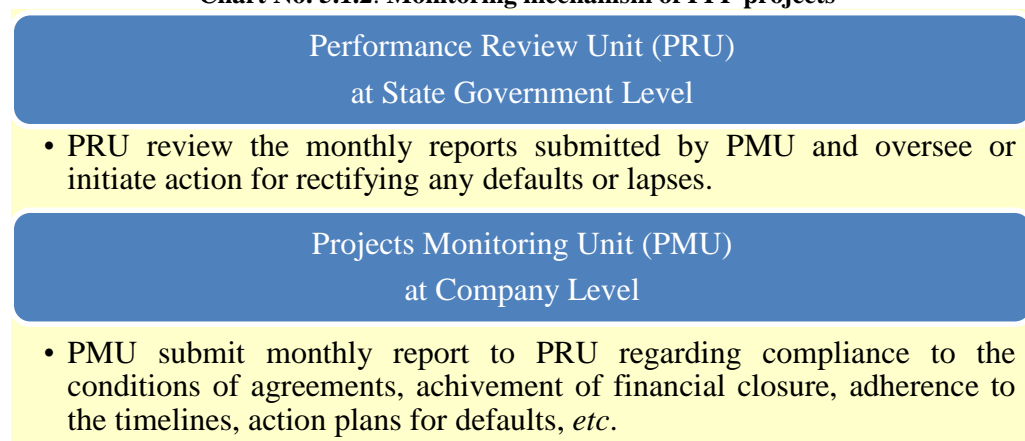 Chart No. 3.1.2: Monitoring mechanism of PPP projects
Performance Review Unit (PRU)
at State Government Level
• PRU review the monthly reports submitted by PMU and oversee or
initiate action for rectifying any defaults or lapses.
Projects Monitoring Unit (PMU)
at Company Level
• PMU submit monthly report to PRU regarding compliance to the
conditions of agreements, achivement of financial closure, adherence to
the timelines, action plans for defaults, etc.